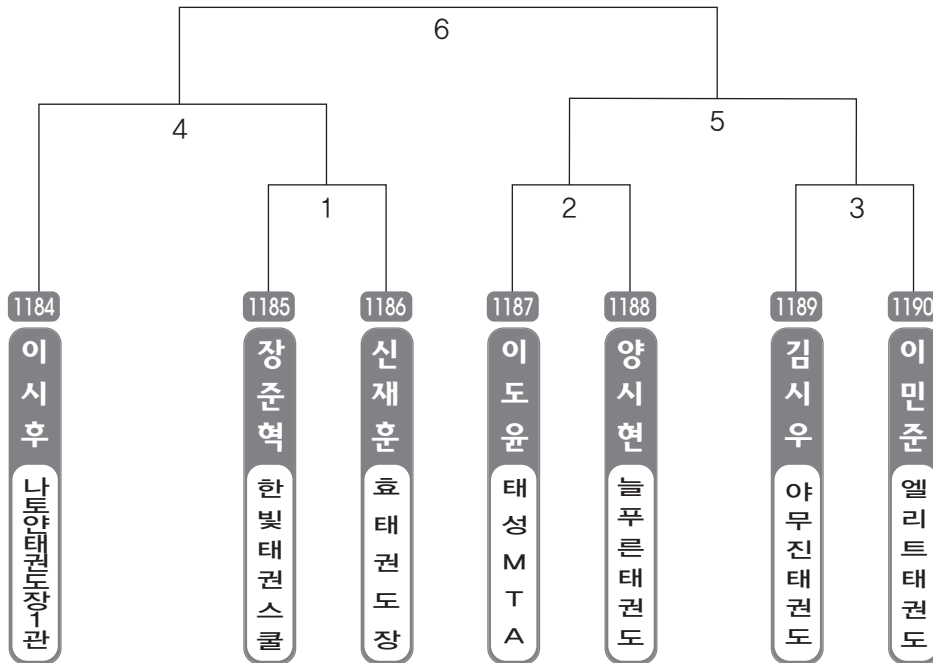 6
4
5
1
2
3
1184
이시후
나토얀태권도장1관
1185
장준혁
한빛태권스쿨
1186
신재훈
효태권도장
1187
이도윤
태성MTA
1188
양시현
늘푸른태권도
1189
김시우
야무진태권도
1190
이민준
엘리트태권도